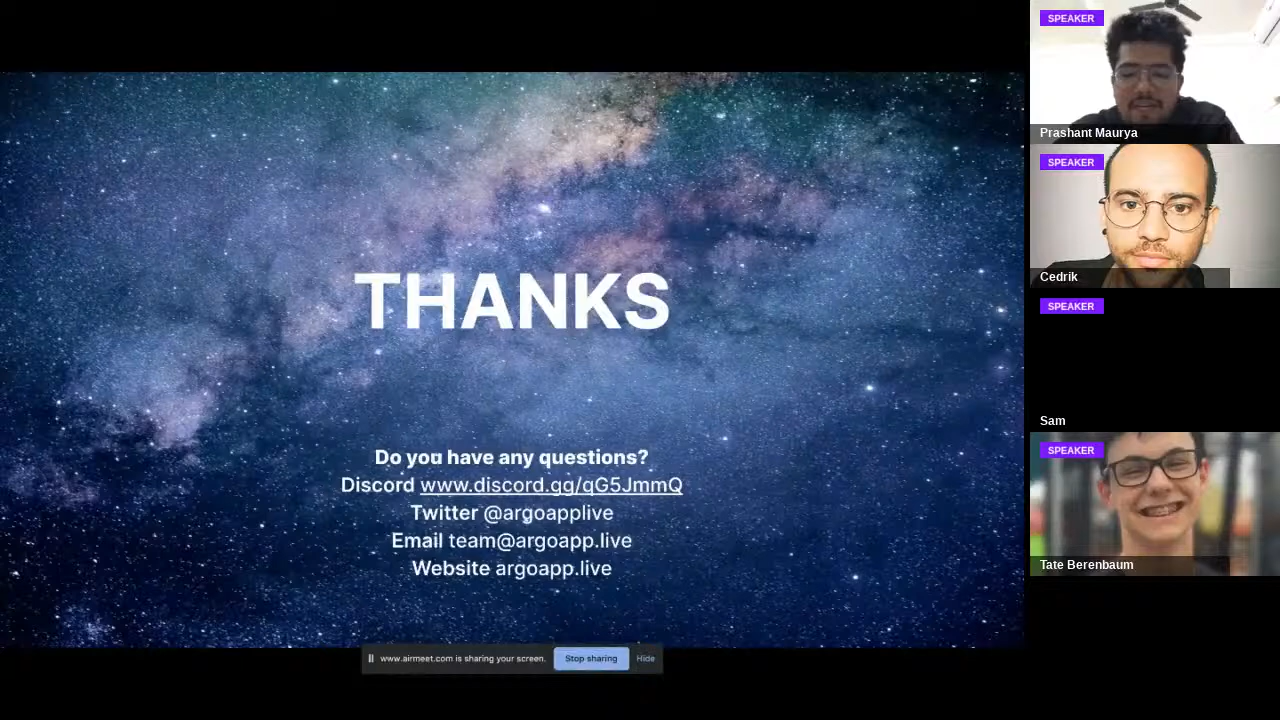 THANKS
Do you have any questions?
Discord www.discord.gg/qG5JmmQ
Twitter @argoapplive
Email team@argoapp.live
Website argoapp.live
www.airmeet.com is sharing your screen. Stop sharing Hide
SPEAKER
Prashant Maurya
SPEAKER
Cedrik
SPEAKER
Sam
SPEAKER
Tate Berenbaum